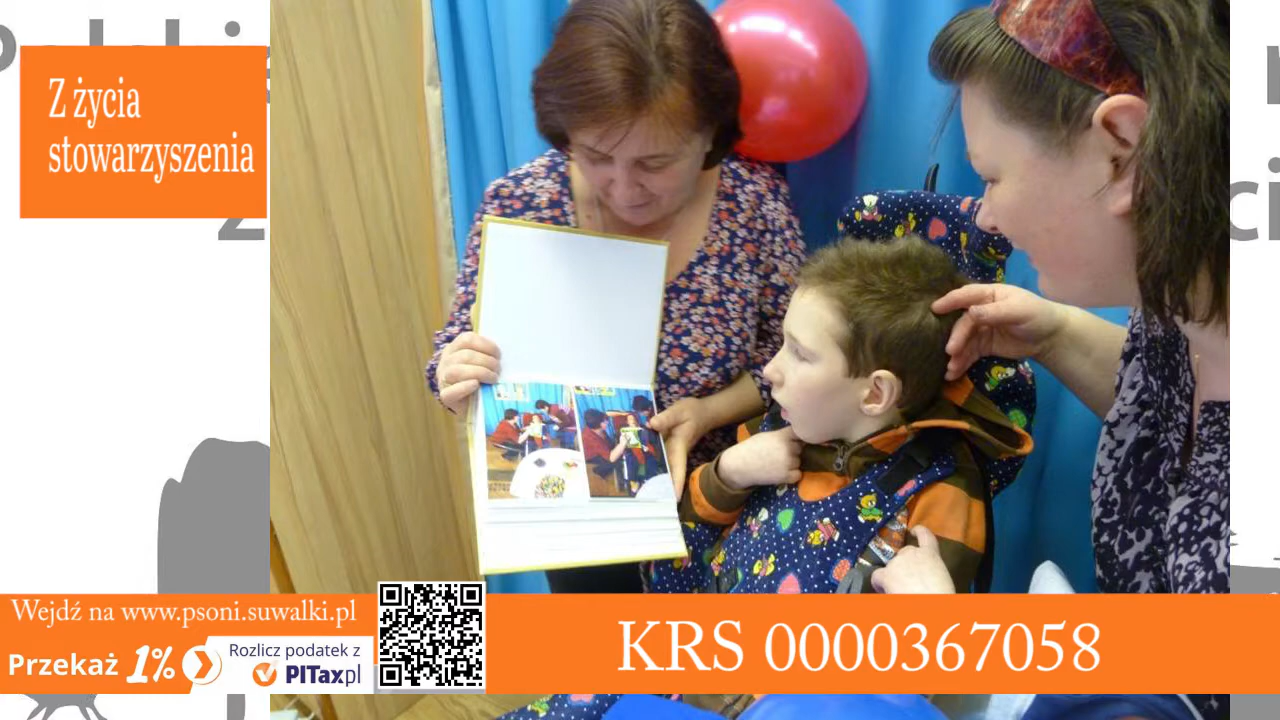 Z życia
stowarzyszenia
Wejdź na www.psoni.suwalki.pl
Przekaż 1%
Rozlicz podatek z
PITax.pl
KRS 0000367058